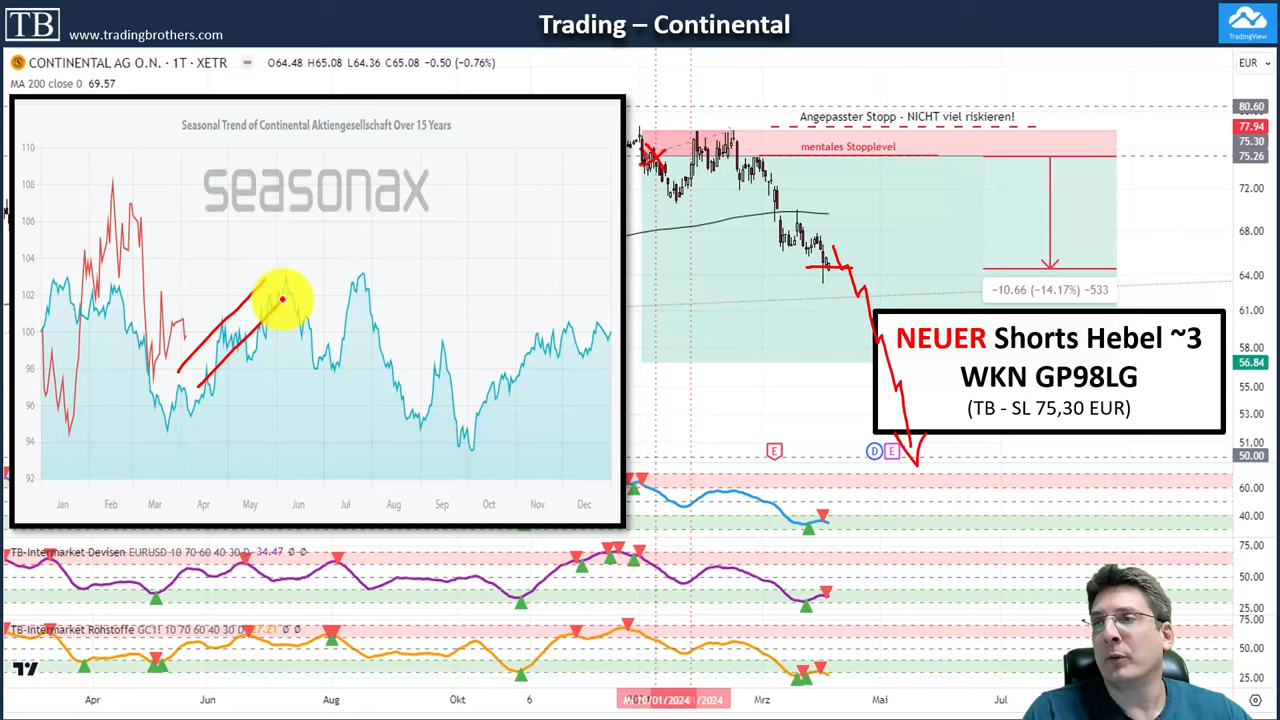 TB
www.tradingbrothers.com
Trading – Continental
TradingView
CONTINENTAL AG O.N. · 1T · XETR
O64.48 H65.08 L64.36 C65.08 −0.50 (−0.76%)
EUR
MA 200 close 0 69.57
Seasonal Trend of Continental Aktiengesellschaft Over 15 Years
seasonax
110
108
106
104
102
100
98
96
94
92
Jan
Feb
Mar
Apr
May
Jun
Jul
Aug
Sep
Oct
Nov
Dec
Angepasster Stopp - NICHT viel riskieren!
mentales Stopplevel
−10.66 (−14.17%) −533
NEUER Shorts Hebel ~3
WKN GP98LG
(TB - SL 75,30 EUR)
E
D
E
80.60
77.94
75.30
75.26
72.00
68.00
64.00
61.00
58.00
56.84
55.00
53.00
51.00
50.00
60.00
40.00
TB-Intermarket Devisen EURUSD 10 70 60 40 30 D 34.47 Ø Ø
75.00
50.00
25.00
TB-Intermarket Rohstoffe GC1! 10 70 60 40 30 D 27.21 Ø Ø
75.00
50.00
25.00
Apr
Jun
Aug
Okt
6
Mrz
Mai
Jul